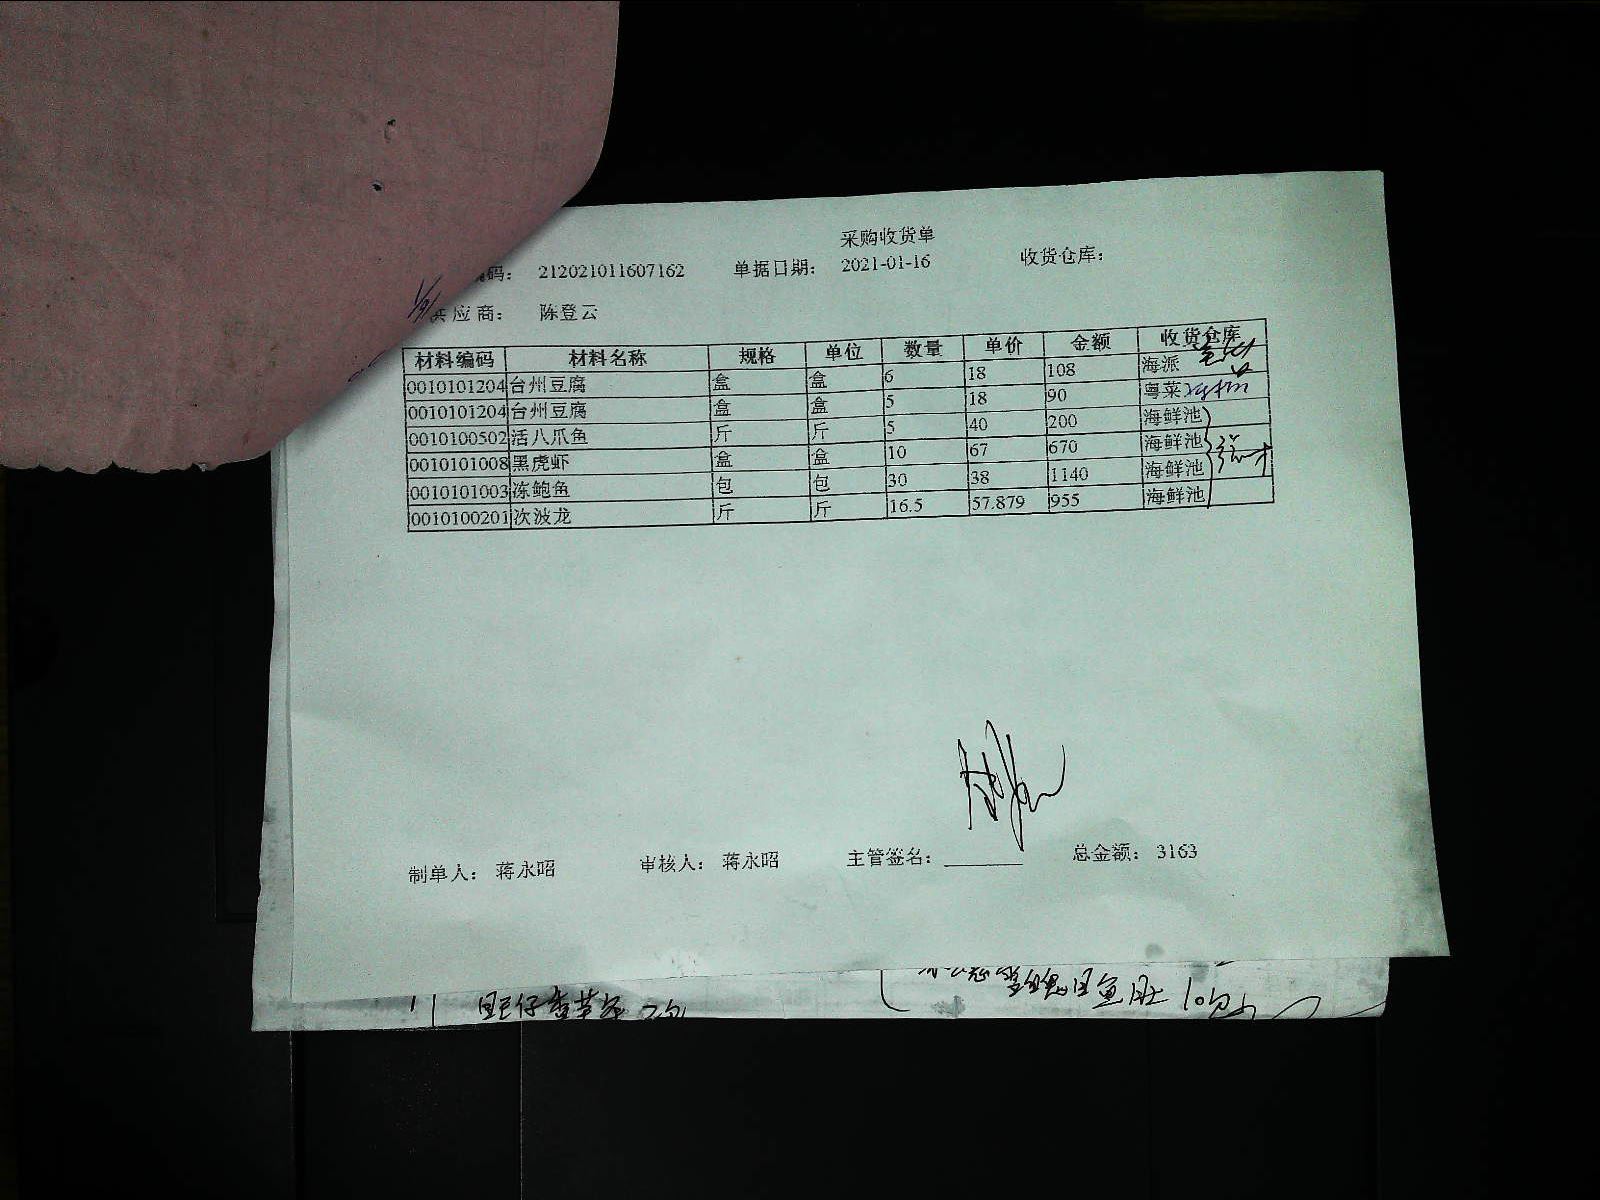 采购收货单
编码： 212021011607162 单据日期： 2021-01-16 收货仓库：
供应商： 陈登云
材料编码 材料名称 规格 单位 数量 单价 金额 收货仓库
0010101204 台州豆腐 盒 盒 6 18 108 海派
0010101204 台州豆腐 盒 盒 5 18 90 粤菜
0010100502 活八爪鱼 斤 斤 5 40 200 海鲜池
0010101008 黑虎虾 盒 盒 10 67 670 海鲜池
0010101003 冻鲍鱼 包 包 30 38 1140 海鲜池
0010100201 次波龙 斤 斤 16.5 57.879 955 海鲜池
制单人： 蒋永昭 审核人： 蒋永昭 主管签名： 总金额： 3163